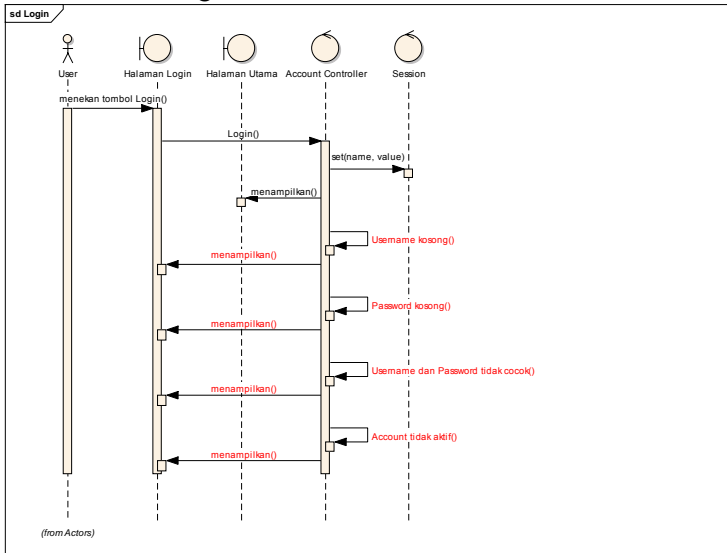 sd Login
User
Halaman Login
Halaman Utama
Account Controller
Session
menekan tombol Login()
Login()
set(name, value)
menampilkan()
Username kosong()
menampilkan()
Password kosong()
menampilkan()
Username dan Password tidak cocok()
menampilkan()
Account tidak aktif()
menampilkan()
(from Actors)